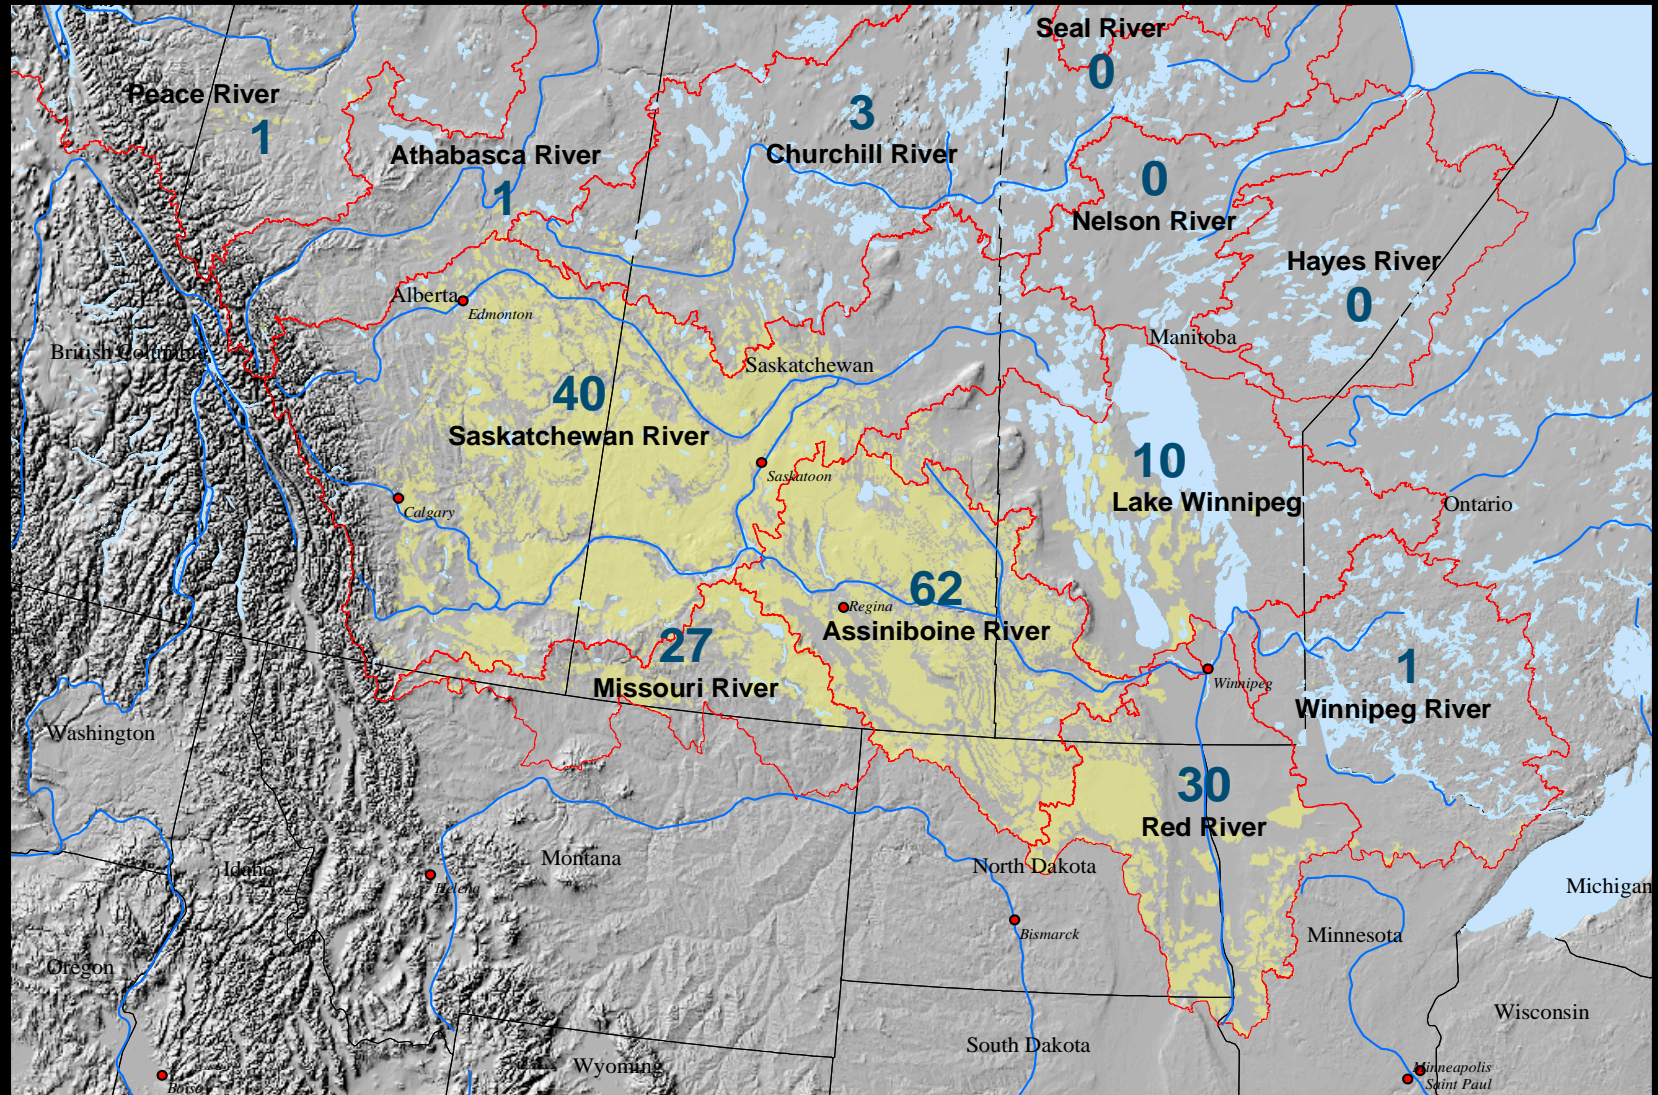 Seal River
0
Peace River
1
3
Churchill River
Athabasca River
1
0
Nelson River
Hayes River
0
Alberta
Edmonton
Manitoba
British Columbia
Saskatchewan
40
Saskatchewan River
Saskatoon
10
Lake Winnipeg
Ontario
Calgary
62
Regina
Assiniboine River
27
Missouri River
Winnipeg
1
Winnipeg River
Washington
30
Red River
Montana
North Dakota
Idaho
Helena
Michigan
Bismarck
Minnesota
Oregon
Wisconsin
South Dakota
Wyoming
Minneapolis
Saint Paul
Boise